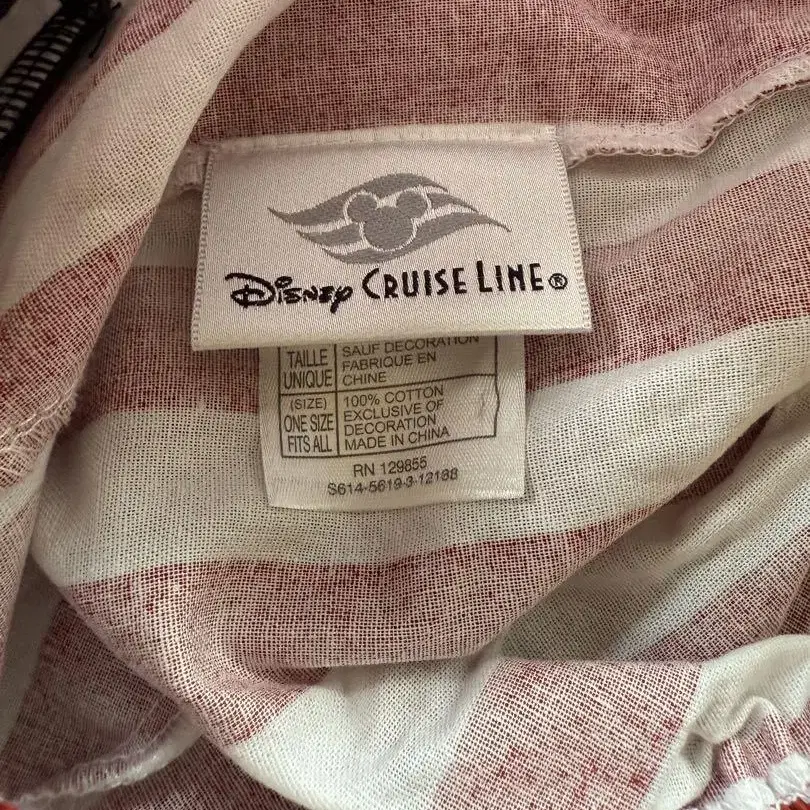 Disney CRUISE LINE®
TAILLE UNIQUE
SAUF DECORATION
FABRIQUE EN
CHINE
(SIZE)
ONE SIZE
FITS ALL
100% COTTON
EXCLUSIVE OF
DECORATION
MADE IN CHINA
RN 129855
S614-5619-3-12188